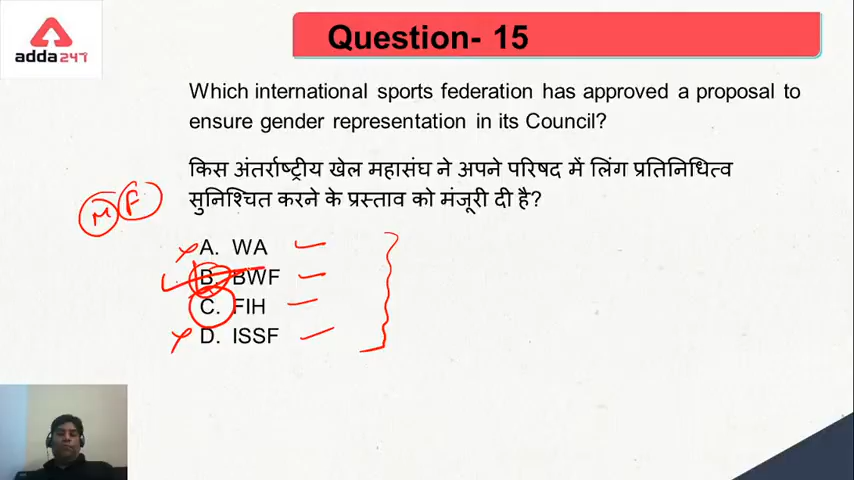 adda247
Question- 15
Which international sports federation has approved a proposal to
ensure gender representation in its Council?
किस अंतर्राष्ट्रीय खेल महासंघ ने अपने परिषद में लिंग प्रतिनिधित्व
सुनिश्चित करने के प्रस्ताव को मंजूरी दी है?
M F
A. WA
B. BWF
C. FIH
D. ISSF